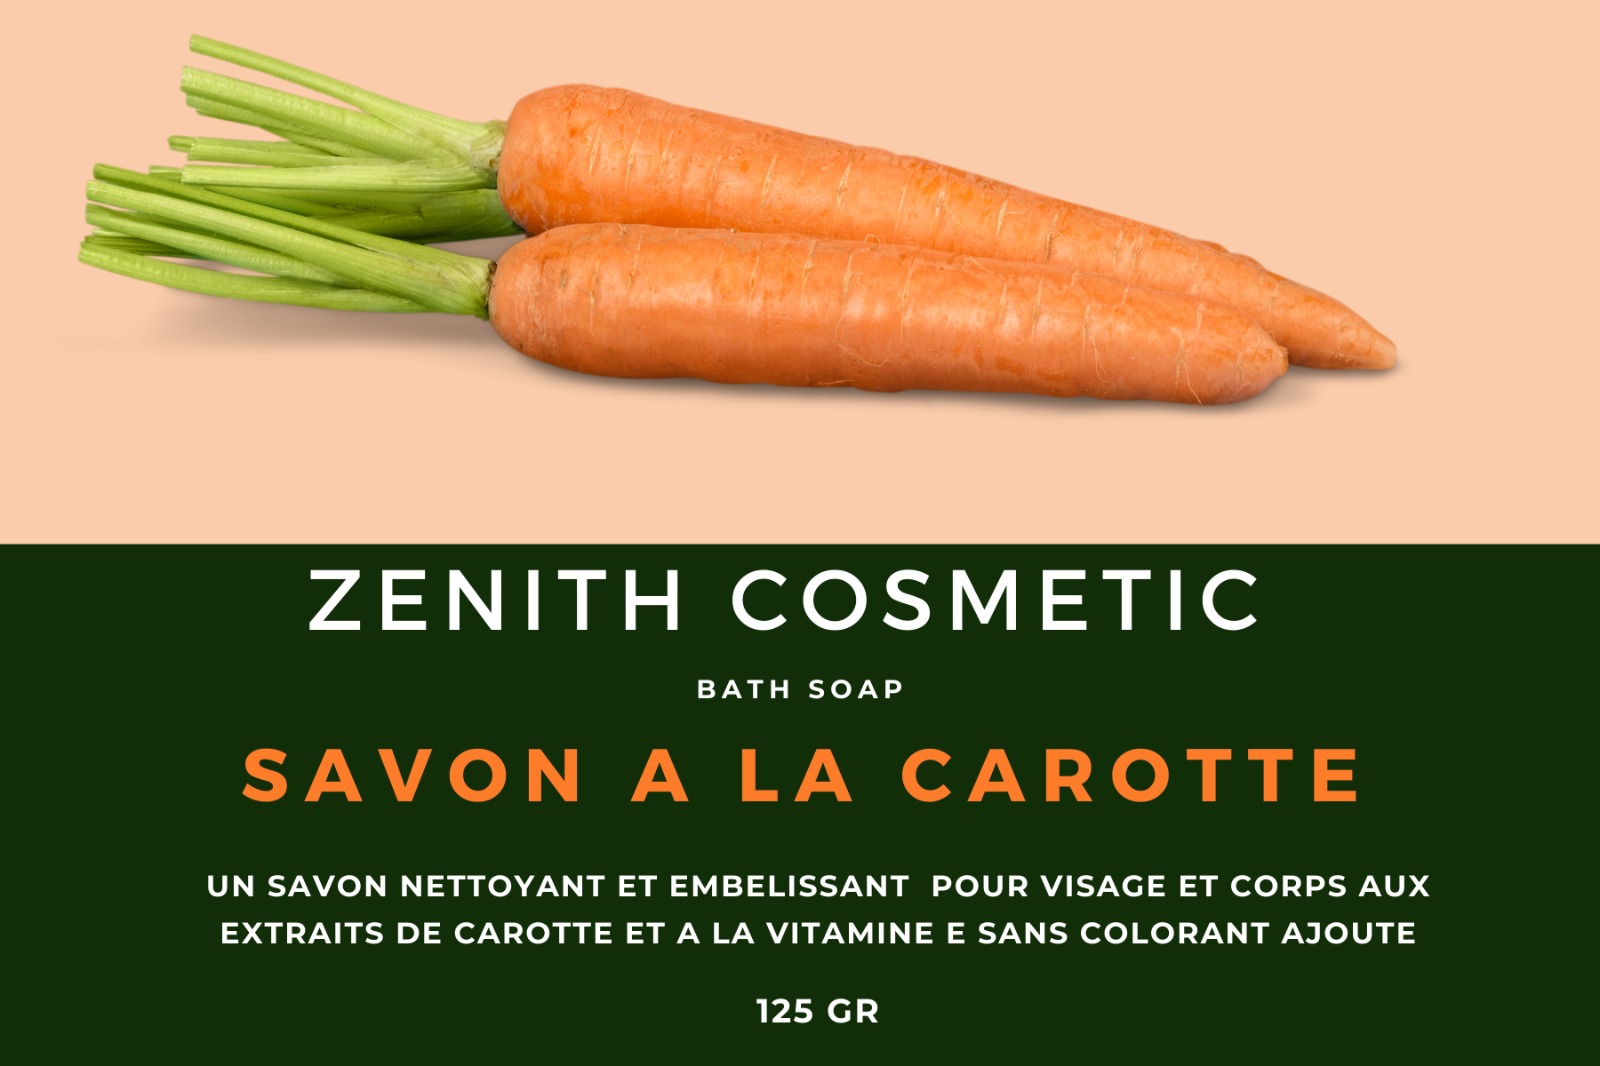 ZENITH COSMETIC
BATH SOAP
SAVON A LA CAROTTE
UN SAVON NETTOYANT ET EMBELISSANT POUR VISAGE ET CORPS AUX
EXTRAITS DE CAROTTE ET A LA VITAMINE E SANS COLORANT AJOUTE
125 GR